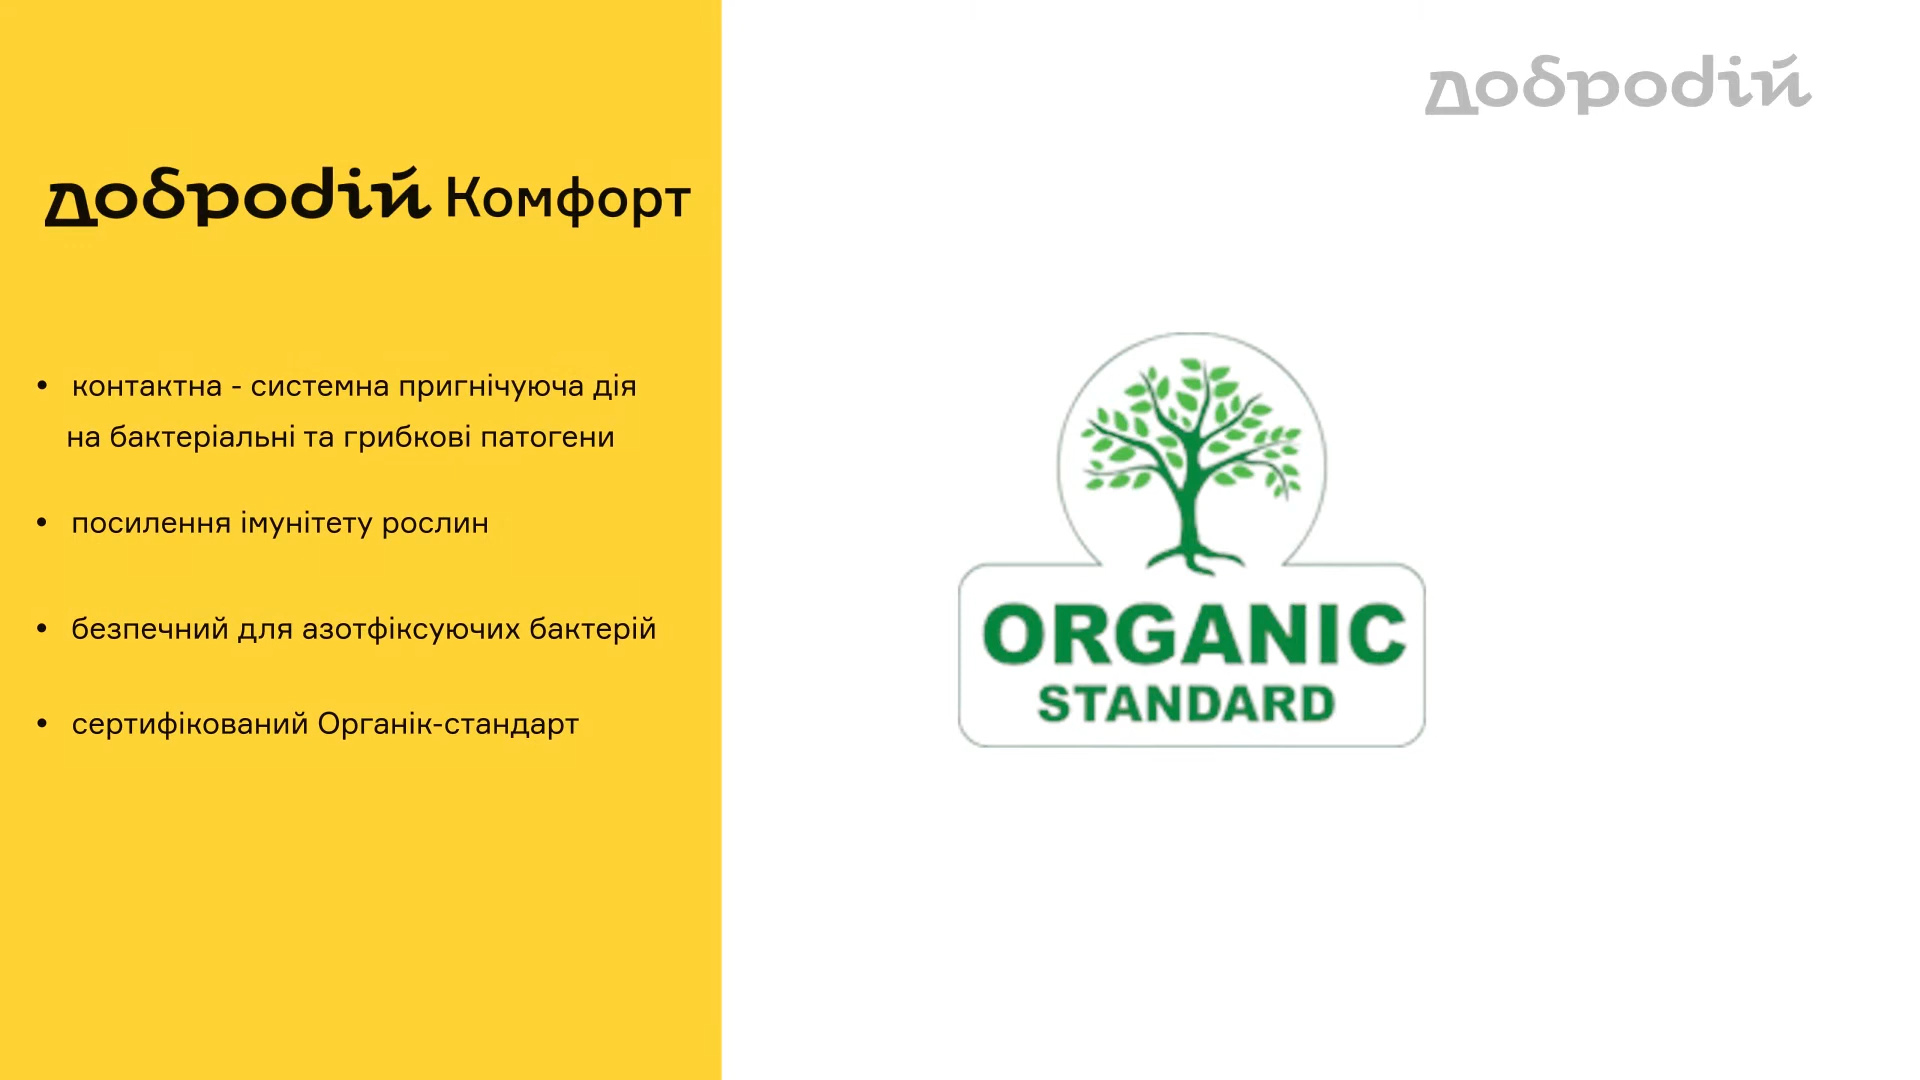 добродій
добродій Комфорт
• контактна - системна пригнічуюча дія
на бактеріальні та грибкові патогени
• посилення імунітету рослин
• безпечний для азотфіксуючих бактерій
• сертифікований Органік-стандарт
ORGANIC
STANDARD